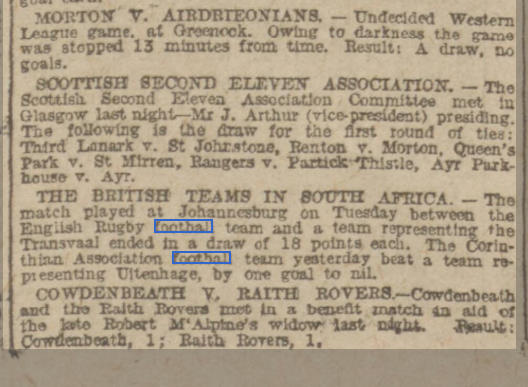 goal each.
MORTON V. AIRDRIEONIANS. — Undecided Western
League game, at Greenock. Owing to darkness the game
was stopped 13 minutes from time. Result: A draw, no
goals.
SCOTTISH SECOND ELEVEN ASSOCIATION. — The
Scottish Second Eleven Association Committee met in
Glasgow last night—Mr J. Arthur (vice-president) presiding.
The following is the draw for the first round of ties:
Third Lanark v. St Johnstone, Renton v. Morton, Queen's
Park v. St Mirren, Rangers v. Partick Thistle, Ayr Park-
house v. Ayr.
THE BRITISH TEAMS IN SOUTH AFRICA. — The
match played at Johannesburg on Tuesday between the
English Rugby football team and a team representing the
Transvaal ended in a draw of 18 points each. The Corin-
thian Association football team yesterday beat a team re-
presenting Uitenhage, by one goal to nil.
COWDENBEATH V. RAITH ROVERS.—Cowdenbeath
and the Raith Rovers met in a benefit match in aid of
the late Robert M'Alpine's widow last night. Result:
Cowdenbeath, 1; Raith Rovers, 1.